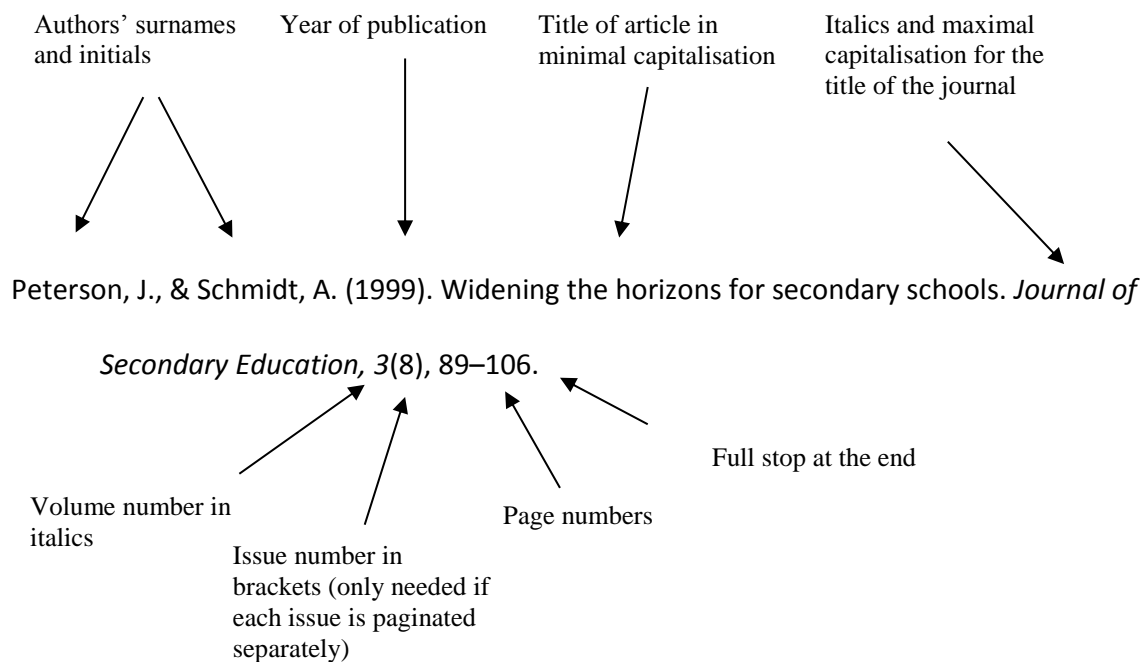 Authors' surnames
and initials
Year of publication
Title of article in
minimal capitalisation
Italics and maximal
capitalisation for the
title of the journal
Peterson, J., & Schmidt, A. (1999). Widening the horizons for secondary schools. Journal of
Secondary Education, 3(8), 89–106.
Volume number in
italics
Issue number in
brackets (only needed if
each issue is paginated
separately)
Page numbers
Full stop at the end